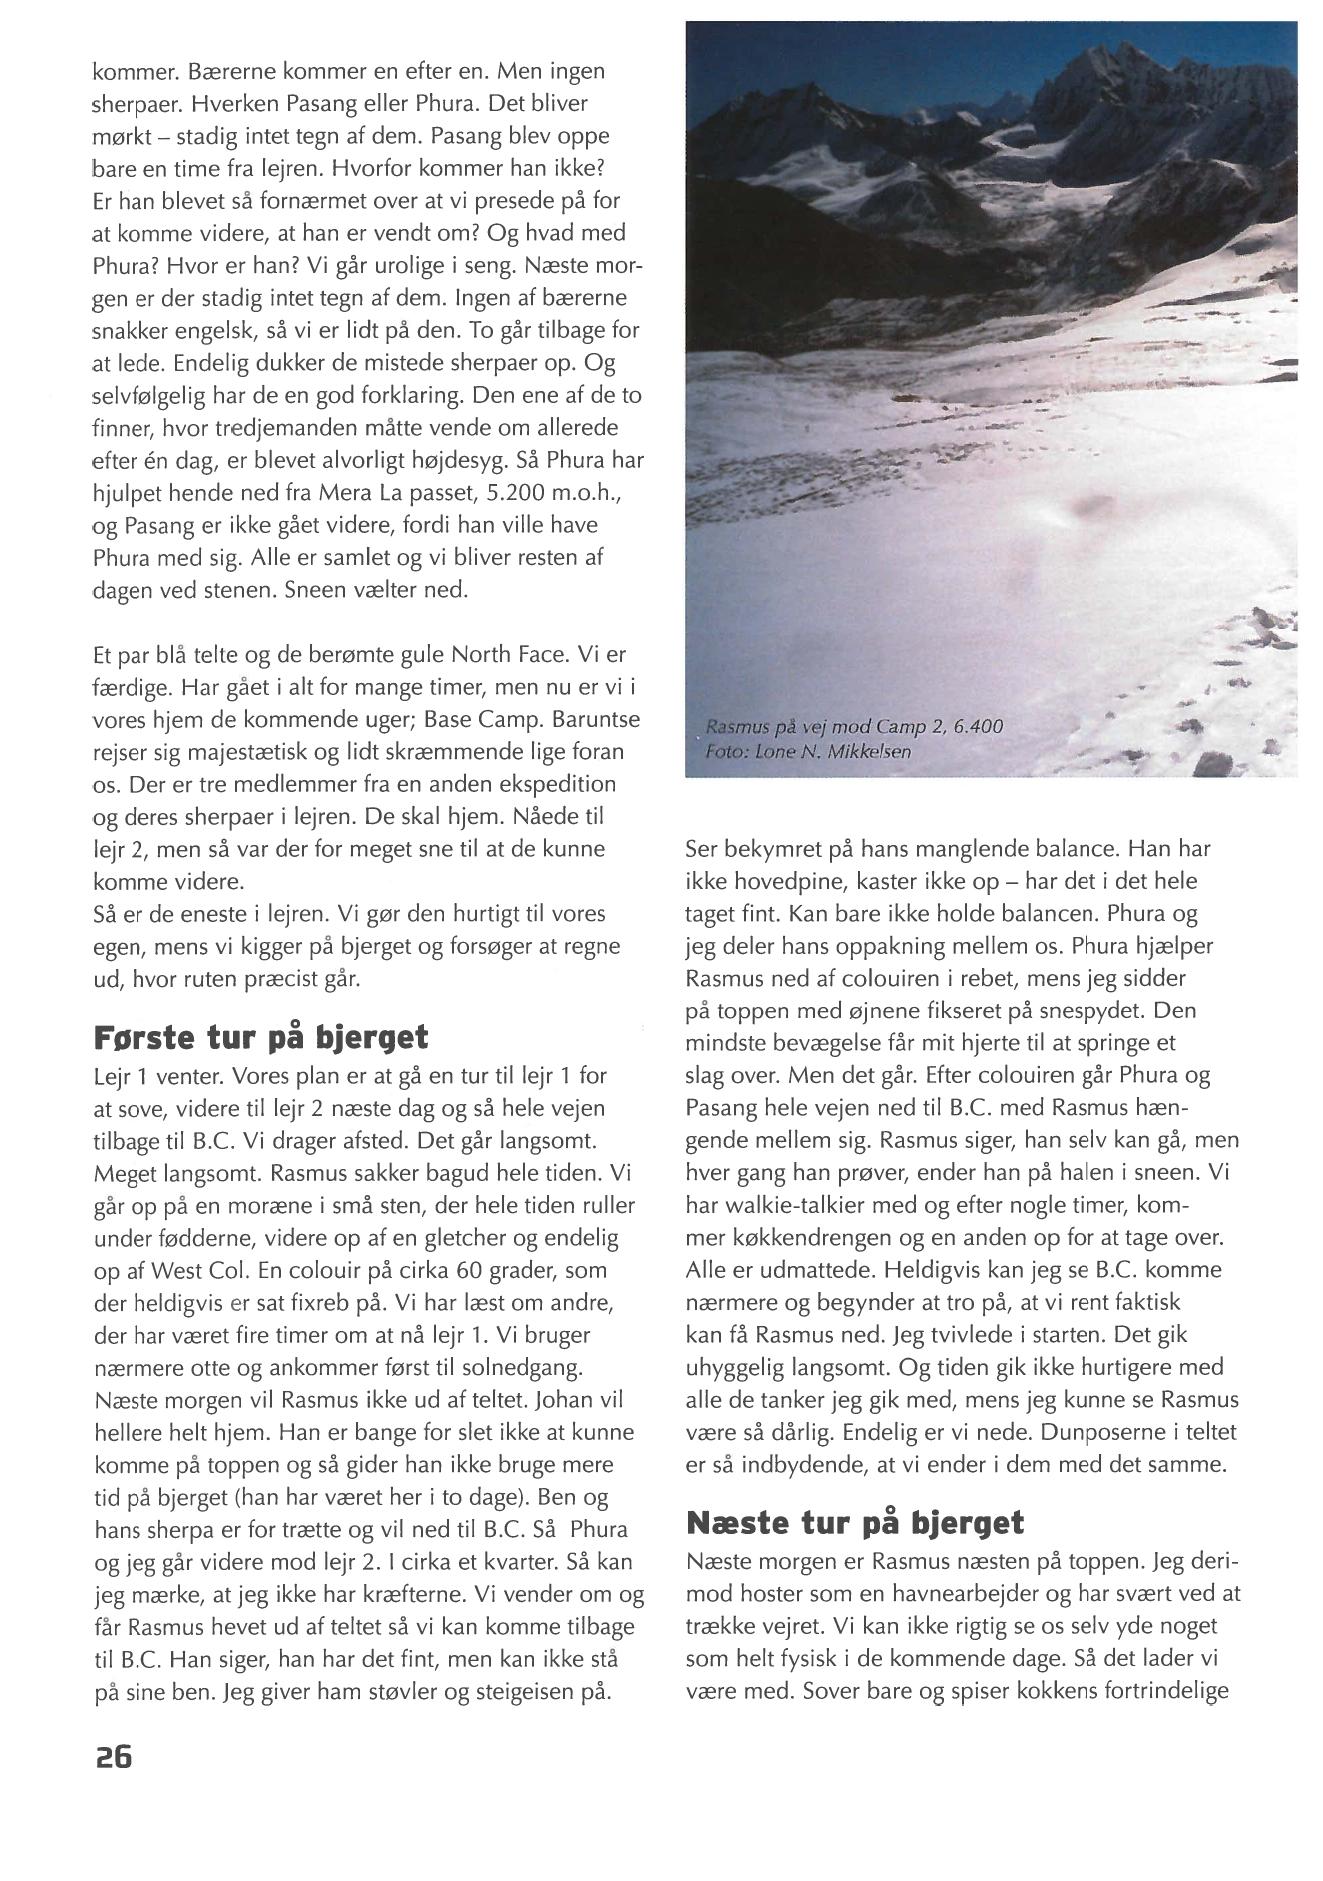 kommer. Bærerne kommer en efter en. Men ingen
sherpaer. Hverken Pasang eller Phura. Det bliver
mørkt – stadig intet tegn af dem. Pasang blev oppe
bare en time fra lejren. Hvorfor kommer han ikke?
Er han blevet så fornærmet over at vi presede på for
at komme videre, at han er vendt om? Og hvad med
Phura? Hvor er han? Vi går urolige i seng. Næste mor-
gen er der stadig intet tegn af dem. Ingen af bærerne
snakker engelsk, så vi er lidt på den. To går tilbage for
at lede. Endelig dukker de mistede sherpaer op. Og
selvfølgelig har de en god forklaring. Den ene af de to
finner, hvor tredjemanden måtte vende om allerede
efter én dag, er blevet alvorligt højdesyg. Så Phura har
hjulpet hende ned fra Mera La passet, 5.200 m.o.h.,
og Pasang er ikke gået videre, fordi han ville have
Phura med sig. Alle er samlet og vi bliver resten af
dagen ved stenen. Sneen vælter ned.
Et par blå telte og de berømte gule North Face. Vi er
færdige. Har gået i alt for mange timer, men nu er vi i
vores hjem de kommende uger; Base Camp. Baruntse
rejser sig majestætisk og lidt skræmmende lige foran
os. Der er tre medlemmer fra en anden ekspedition
og deres sherpaer i lejren. De skal hjem. Nåede til
lejr 2, men så var der for meget sne til at de kunne
komme videre.
Så er de eneste i lejren. Vi gør den hurtigt til vores
egen, mens vi kigger på bjerget og forsøger at regne
ud, hvor ruten præcist går.
Første tur på bjerget
Lejr 1 venter. Vores plan er at gå en tur til lejr 1 for
at sove, videre til lejr 2 næste dag og så hele vejen
tilbage til B.C. Vi drager afsted. Det går langsomt.
Meget langsomt. Rasmus sakker bagud hele tiden. Vi
går op på en moræne i små sten, der hele tiden ruller
under fødderne, videre op af en gletcher og endelig
op af West Col. En colouir på cirka 60 grader, som
der heldigvis er sat fixreb på. Vi har læst om andre,
der har været fire timer om at nå lejr 1. Vi bruger
nærmere otte og ankommer først til solnedgang.
Næste morgen vil Rasmus ikke ud af teltet. Johan vil
hellere helt hjem. Han er bange for slet ikke at kunne
komme på toppen og så gider han ikke bruge mere
tid på bjerget (han har været her i to dage). Ben og
hans sherpa er for trætte og vil ned til B.C. Så Phura
og jeg går videre mod lejr 2. I cirka et kvarter. Så kan
jeg mærke, at jeg ikke har kræfterne. Vi vender om og
får Rasmus hevet ud af teltet så vi kan komme tilbage
til B.C. Han siger, han har det fint, men kan ikke stå
på sine ben. Jeg giver ham støvler og steigeisen på.
26
Rasmus på vej mod Camp 2, 6.400
Foto: Lone N. Mikkelsen
Ser bekymret på hans manglende balance. Han har
ikke hovedpine, kaster ikke op – har det i det hele
taget fint. Kan bare ikke holde balancen. Phura og
jeg deler hans oppakning mellem os. Phura hjælper
Rasmus ned af colouiren i rebet, mens jeg sidder
på toppen med øjnene fikseret på snespydet. Den
mindste bevægelse får mit hjerte til at springe et
slag over. Men det går. Efter colouiren går Phura og
Pasang hele vejen ned til B.C. med Rasmus hæn-
gende mellem sig. Rasmus siger, han selv kan gå, men
hver gang han prøver, ender han på halen i sneen. Vi
har walkie-talkier med og efter nogle timer, kom-
mer køkkendrengen og en anden op for at tage over.
Alle er udmattede. Heldigvis kan jeg se B.C. komme
nærmere og begynder at tro på, at vi rent faktisk
kan få Rasmus ned. Jeg tvivlede i starten. Det gik
uhyggelig langsomt. Og tiden gik ikke hurtigere med
alle de tanker jeg gik med, mens jeg kunne se Rasmus
være så dårlig. Endelig er vi nede. Dunposerne i teltet
er så indbydende, at vi ender i dem med det samme.
Næste tur på bjerget
Næste morgen er Rasmus næsten på toppen. Jeg deri-
mod hoster som en havnearbejder og har svært ved at
trække vejret. Vi kan ikke rigtig se os selv yde noget
som helt fysisk i de kommende dage. Så det lader vi
være med. Sover bare og spiser kokkens fortrindelige